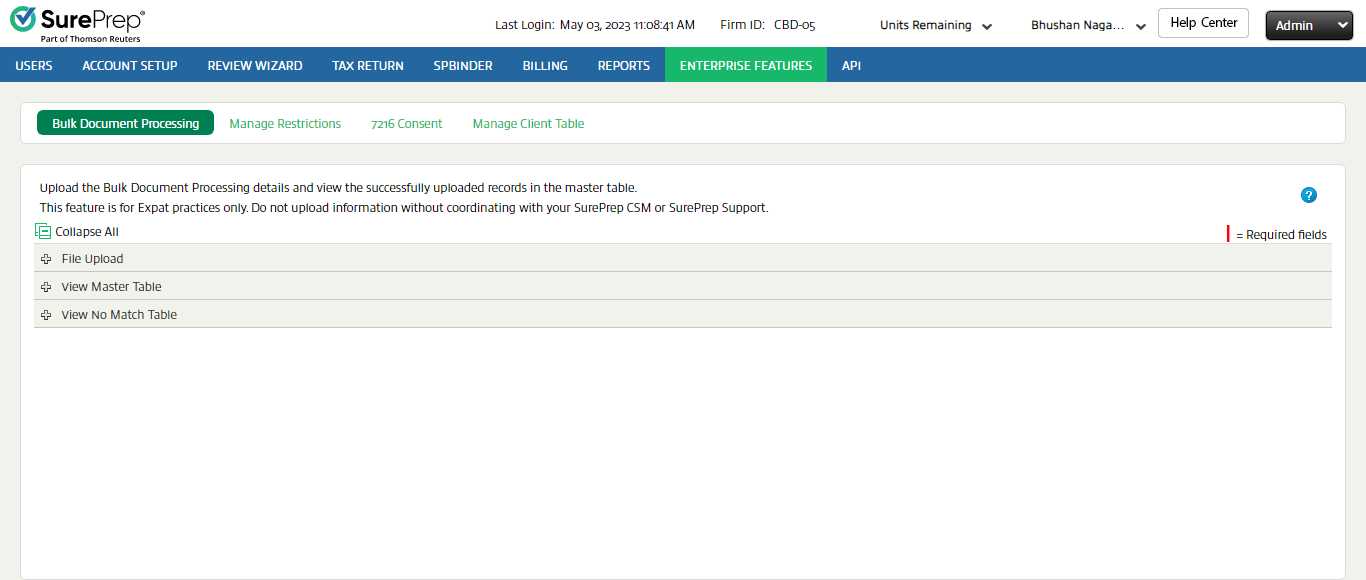 SurePrep®
Part of Thomson Reuters
Last Login: May 03, 2023 11:08:41 AM Firm ID: CBD-05 Units Remaining Bhushan Naga... Help Center Admin
USERS ACCOUNT SETUP REVIEW WIZARD TAX RETURN SPBINDER BILLING REPORTS ENTERPRISE FEATURES API
Bulk Document Processing Manage Restrictions 7216 Consent Manage Client Table
Upload the Bulk Document Processing details and view the successfully uploaded records in the master table.
This feature is for Expat practices only. Do not upload information without coordinating with your SurePrep CSM or SurePrep Support.
?
Collapse All
= Required fields
File Upload
View Master Table
View No Match Table